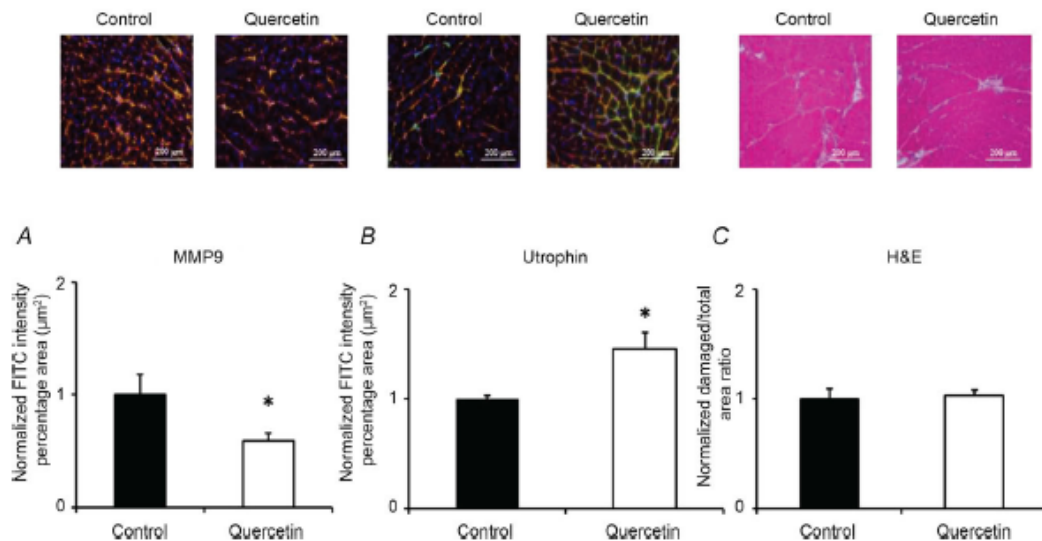 Control Quercetin Control Quercetin Control Quercetin
200 µm 200 µm 200 µm 200 µm 200 µm 200 µm
A
MMP9
Normalized FITC intensity
percentage area (µm²)
2
1
0
*
Control Quercetin
B
Utrophin
Normalized FITC intensity
percentage area (µm²)
2
1
0
*
Control Quercetin
C
H&E
Normalized damaged/total
area ratio
2
1
0
Control Quercetin